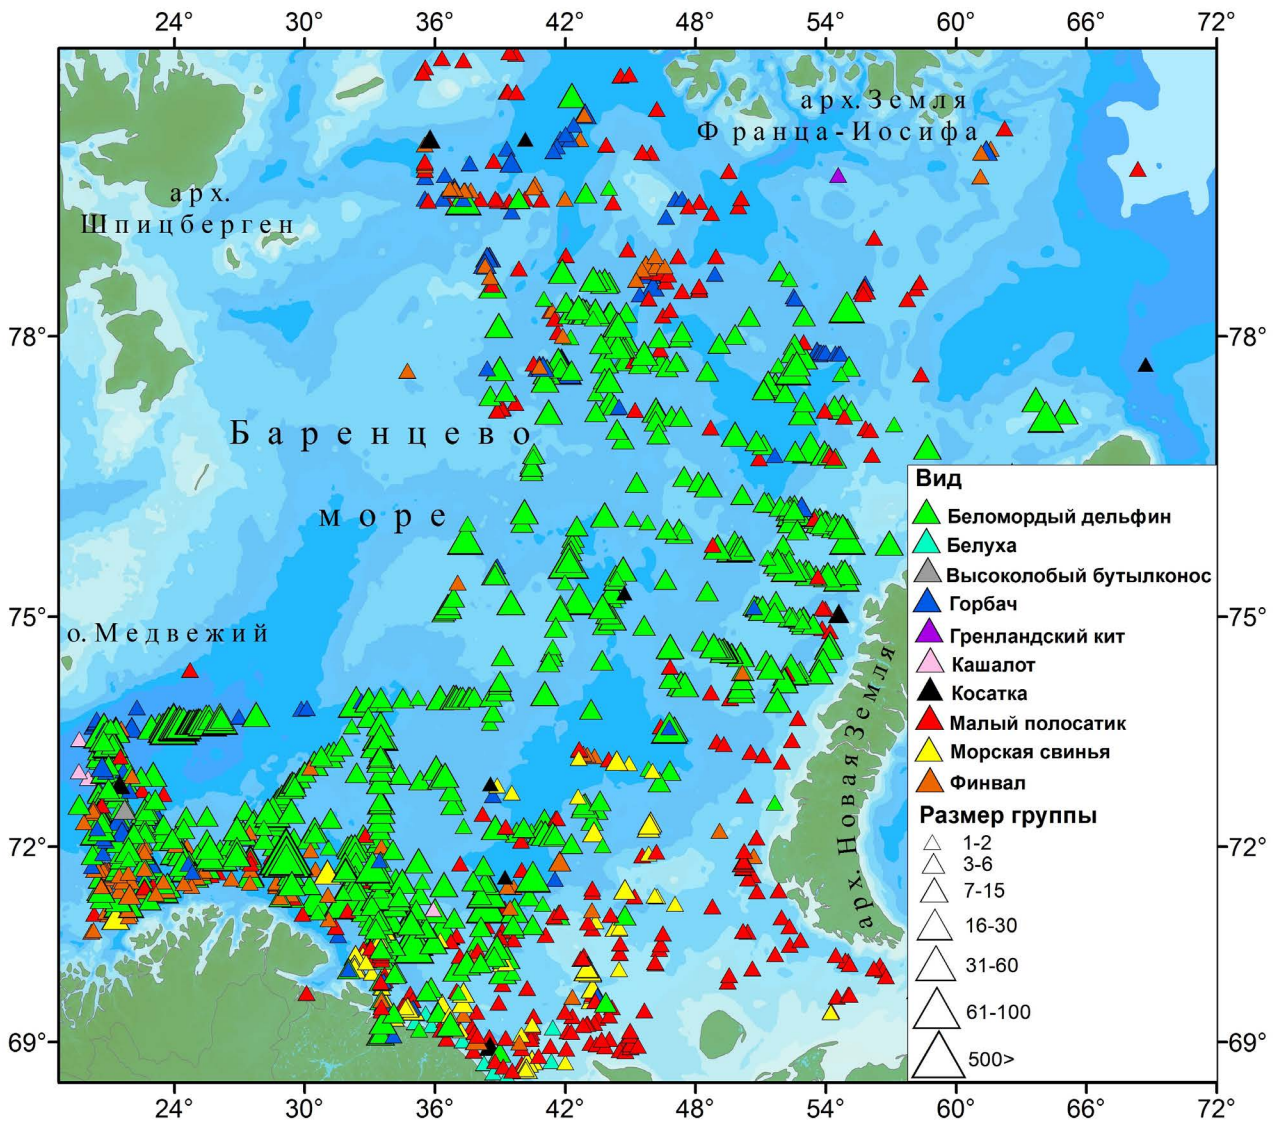 24° 30° 36° 42° 48° 54° 60° 66° 72°
арх. Земля
Франца-Иосифа
арх.
Шпицберген
78° 78°
Баренцево
море
Вид
Беломордый дельфин
Белуха
Высоколобый бутылконос
Горбач
Гренландский кит
Кашалот
Косатка
Малый полосатик
Морская свинья
Финвал
75° 75°
о. Медвежий
арх. Новая Земля
Размер группы
1-2
3-6
7-15
16-30
31-60
61-100
500>
72° 72°
69° 69°
24° 30° 36° 42° 48° 54° 60° 66° 72°